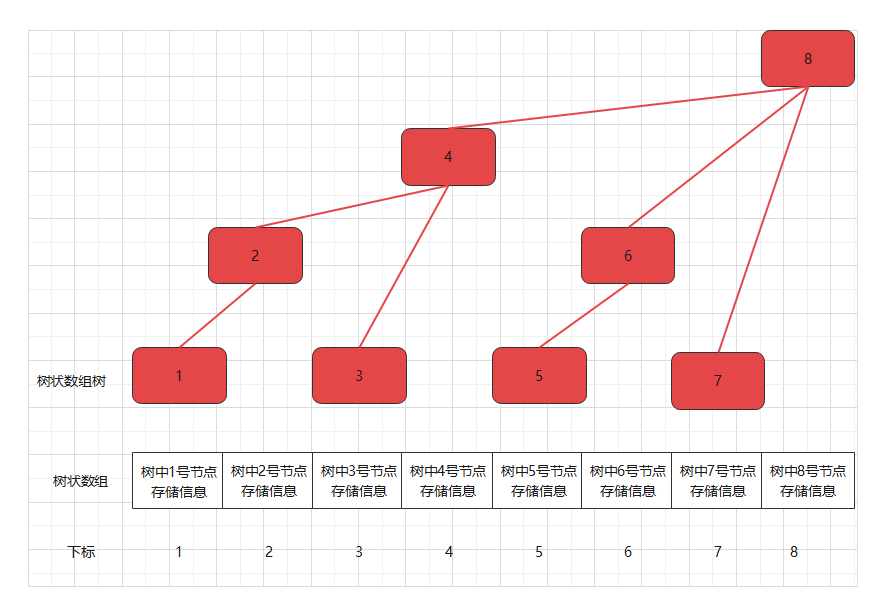 8
4
2
6
树状数组树
1
3
5
7
树状数组
树中1号节点
存储信息
树中2号节点
存储信息
树中3号节点
存储信息
树中4号节点
存储信息
树中5号节点
存储信息
树中6号节点
存储信息
树中7号节点
存储信息
树中8号节点
存储信息
下标
1
2
3
4
5
6
7
8